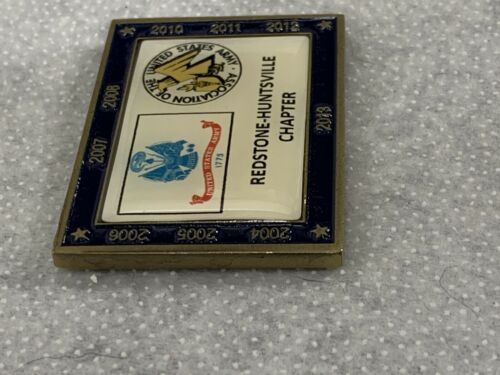 2010 2011 2012
2008
2007
2013
2006 2005 2004
ASSOCIATION OF THE UNITED STATES ARMY
UNITED STATES ARMY
1775
REDSTONE-HUNTSVILLE
CHAPTER